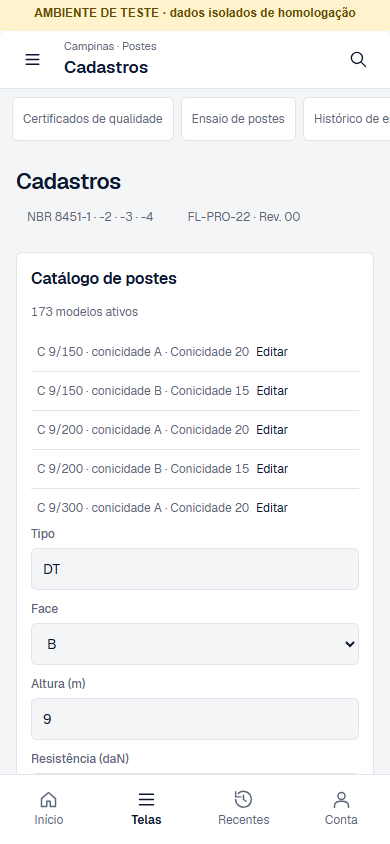 AMBIENTE DE TESTE · dados isolados de homologação
Campinas · Postes
Cadastros
Certificados de qualidade
Ensaio de postes
Histórico de
Cadastros
NBR 8451-1 · -2 · -3 · -4
FL-PRO-22 · Rev. 00
Catálogo de postes
173 modelos ativos
C 9/150 · conicidade A · Conicidade 20 Editar
C 9/150 · conicidade B · Conicidade 15 Editar
C 9/200 · conicidade A · Conicidade 20 Editar
C 9/200 · conicidade B · Conicidade 15 Editar
C 9/300 · conicidade A · Conicidade 20 Editar
Tipo
DT
Face
B
Altura (m)
9
Resistência (daN)
Início
Telas
Recentes
Conta